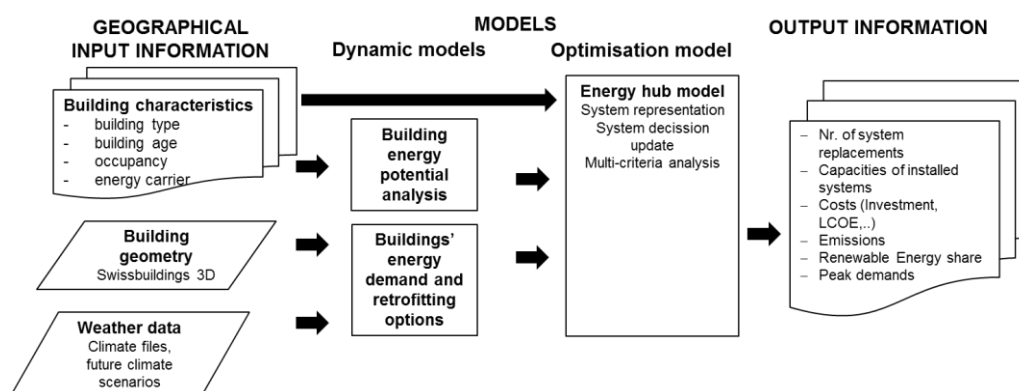 GEOGRAPHICAL
INPUT INFORMATION
MODELS
Dynamic models
Optimisation model
OUTPUT INFORMATION
Building characteristics
- building type
- building age
- occupancy
- energy carrier
Building
geometry
Swissbuildings 3D
Weather data
Climate files,
future climate
scenarios
Building
energy
potential
analysis
Buildings'
energy
demand and
retrofitting
options
Energy hub model
System representation
System decission
update
Multi-criteria analysis
– Nr. of system
replacements
– Capacities of installed
systems
– Costs (Investment,
LCOE,..)
– Emissions
– Renewable Energy share
– Peak demands